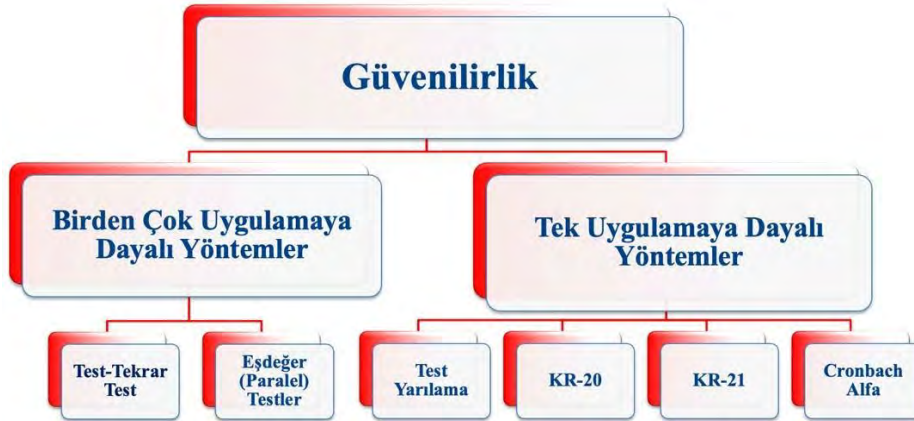 Güvenilirlik
Birden Çok Uygulamaya
Dayalı Yöntemler
Tek Uygulamaya Dayalı
Yöntemler
Test-Tekrar
Test
Eşdeğer
(Paralel)
Testler
Test
Yarılama
KR-20
KR-21
Cronbach
Alfa